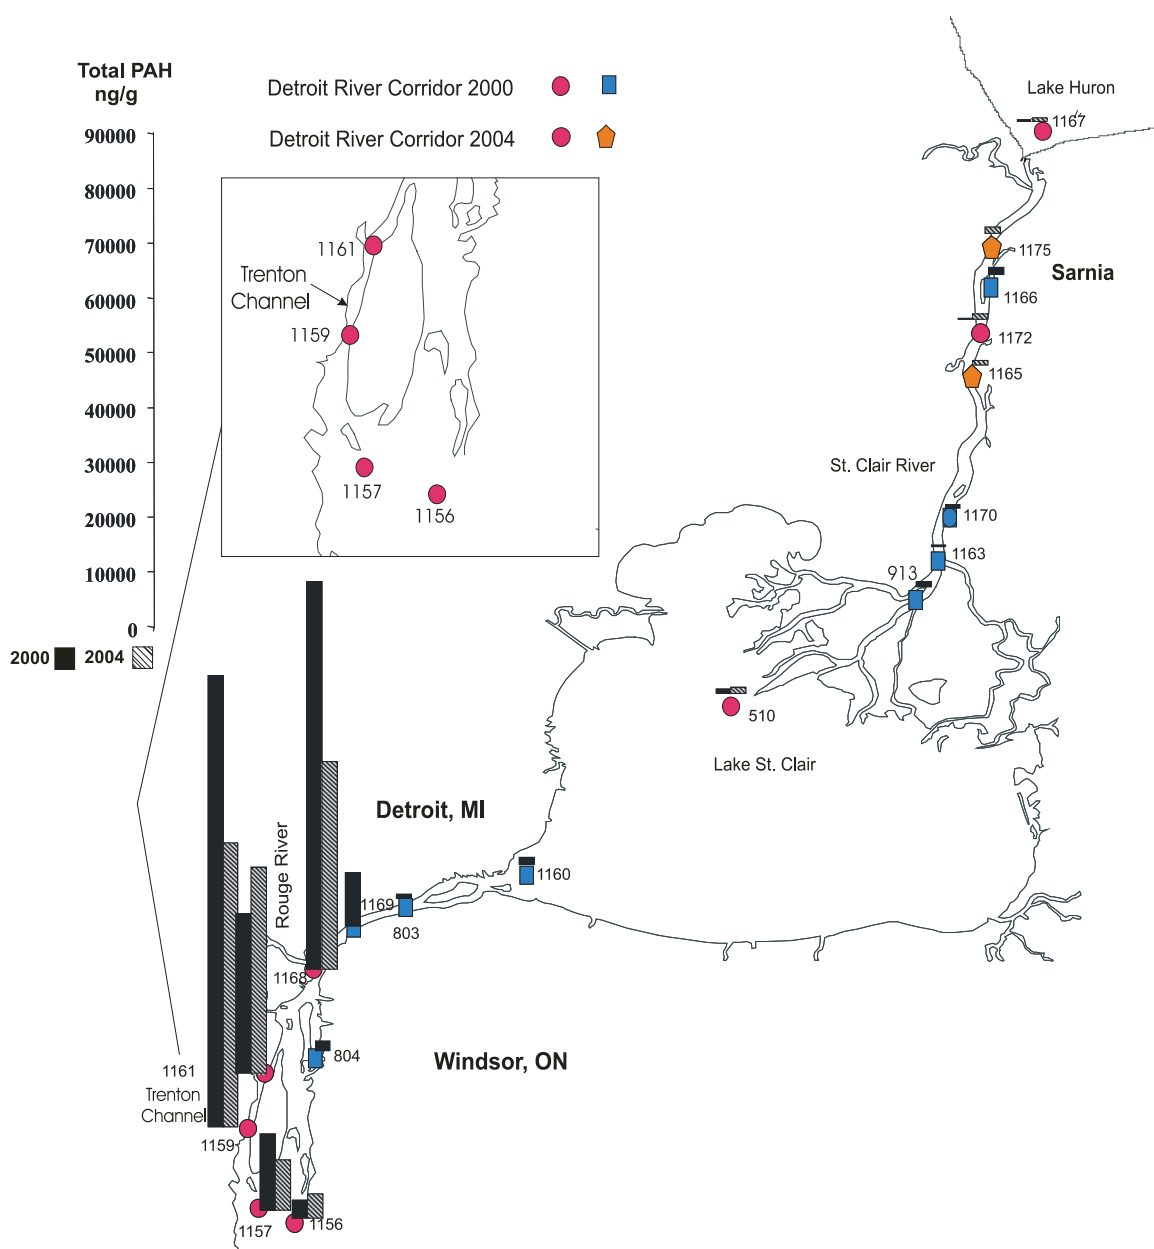 Total PAH
ng/g
90000
80000
70000
60000
50000
40000
30000
20000
10000
0
2000
2004
Detroit River Corridor 2000
Detroit River Corridor 2004
1161
Trenton
Channel
1159
1157
1156
Lake Huron
1167
1175
Sarnia
1166
1172
1165
St. Clair River
1170
1163
913
510
Lake St. Clair
Detroit, MI
Rouge River
1160
1169
803
1168
804
Windsor, ON
1161
Trenton
Channel
1159
1157
1156